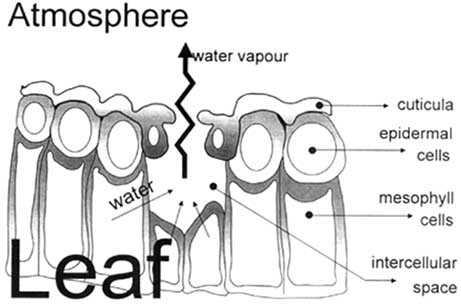 Atmosphere
water vapour
cuticula
epidermal
cells
water
mesophyll
cells
Leaf
intercellular
space